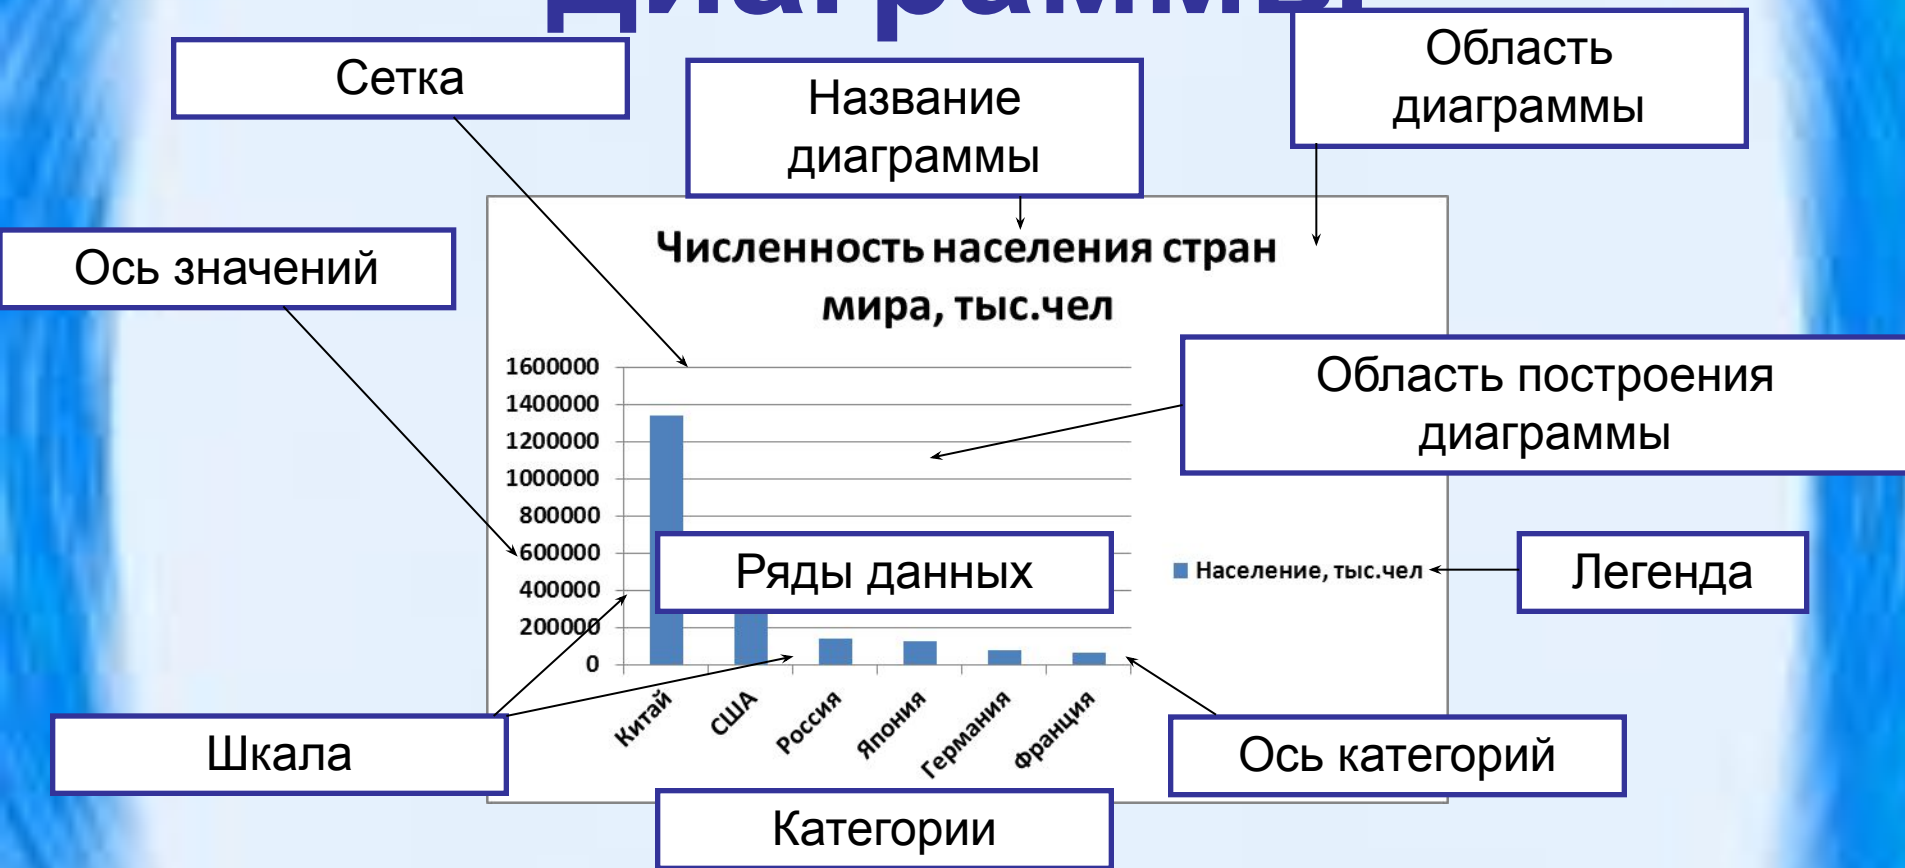 диаграммы
Сетка
Название
диаграммы
Область
диаграммы
Ось значений
Численность населения стран
мира, тыс.чел
Область построения
диаграммы
1600000
1400000
1200000
1000000
800000
600000
400000
200000
0
Ряды данных
Население, тыс.чел
Легенда
Китай
США
Россия
Япония
Германия
Франция
Шкала
Ось категорий
Категории